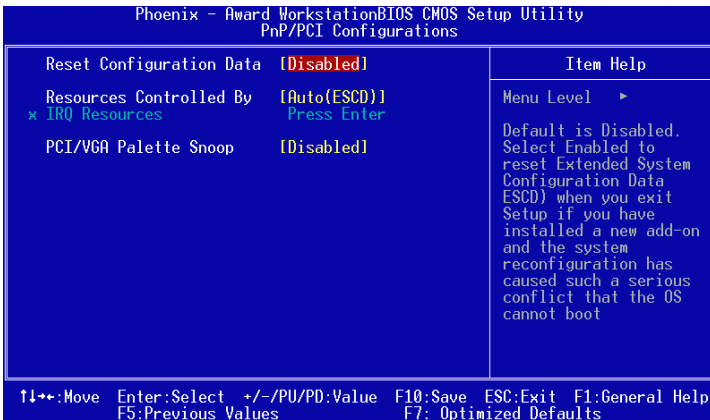 Phoenix - Award WorkstationBIOS CMOS Setup Utility
PnP/PCI Configurations
Reset Configuration Data [Disabled]
Resources Controlled By [Auto(ESCD)]
x IRQ Resources Press Enter
PCI/VGA Palette Snoop [Disabled]
Item Help
Menu Level ►
Default is Disabled.
Select Enabled to
reset Extended System
Configuration Data
ESCD) when you exit
Setup if you have
installed a new add-on
and the system
reconfiguration has
caused such a serious
conflict that the OS
cannot boot
↑↓→←:Move Enter:Select +/-/PU/PD:Value F10:Save ESC:Exit F1:General Help
F5:Previous Values F7: Optimized Defaults